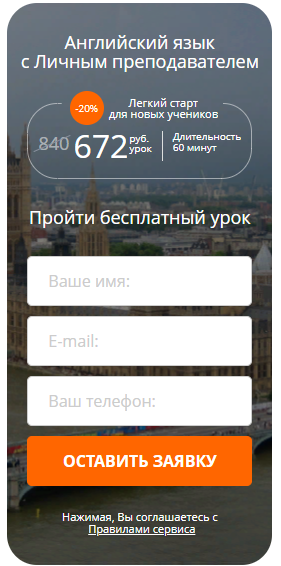 Английский язык
с Личным преподавателем
-20%
Легкий старт
для новых учеников
840 672 руб.
урок
Длительность
60 минут
Пройти бесплатный урок
Ваше имя:
E-mail:
Ваш телефон:
ОСТАВИТЬ ЗАЯВКУ
Нажимая, Вы соглашаетесь с
Правилами сервиса